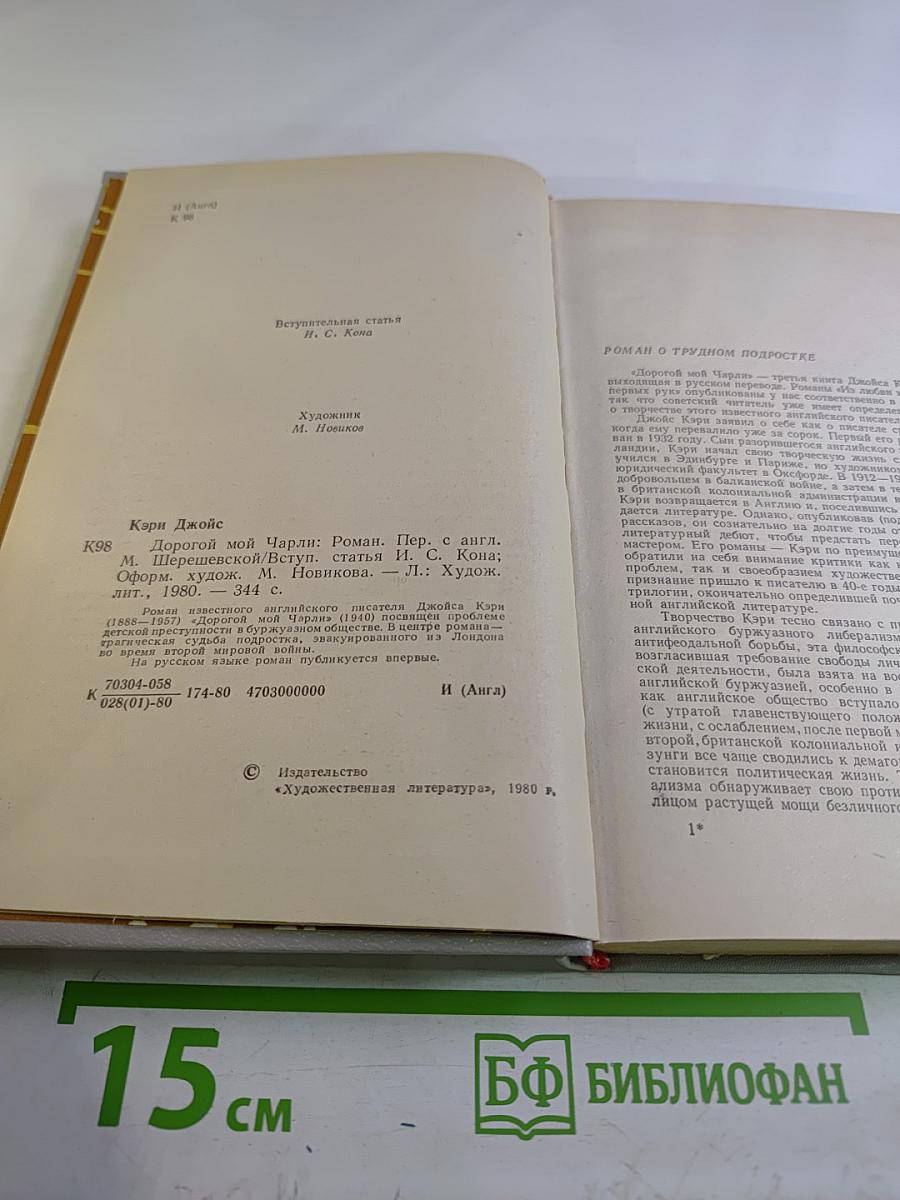 И (Англ)
К 98
Вступительная статья
И. С. Кона
Художник
М. Новиков
Кэри Джойс
К98 Дорогой мой Чарли: Роман. Пер. с англ.
М. Шерешевской/Вступ. статья И. С. Кона;
Оформ. худож. М. Новикова. — Л.: Худож.
лит., 1980. — 344 с.
Роман известного английского писателя Джойса Кэри
(1888—1957) «Дорогой мой Чарли» (1940) посвящен проблеме
детской преступности в буржуазном обществе. В центре романа —
трагическая судьба подростка, эвакуированного из Лондона
во время второй мировой войны.
На русском языке роман публикуется впервые.
К 70304-058
028(01)-80 174-80 4703000000 И (Англ)
© Издательство
«Художественная литература», 1980 г.
РОМАН О ТРУДНОМ ПОДРОСТКЕ
«Дорогой мой Чарли» — третья книга Джойса К
выходящая в русском переводе. Романы «Из любви к
первых рук» опубликованы у нас соответственно в
так что советский читатель уже имеет определе
о творчестве этого известного английского писател
Джойс Кэри заявил о себе как о писателе с
когда ему перевалило уже за сорок. Первый его р
ван в 1932 году. Сын разорившегося английского
ландии, Кэри начал свою творческую жизнь с
учился в Эдинбурге и Париже, но художником
юридический факультет в Оксфорде. В 1912—19
добровольцем в балканской войне, а затем в те
в британской колониальной администрации в
Кэри возвращается в Англию и, поселившись
дается литературе. Однако, опубликовав (под
рассказов, он сознательно на долгие годы от
литературный дебют, чтобы предстать пере
мастером. Его романы — Кэри по преимуще
обратили на себя внимание критики как
проблем, так и своеобразием художестве
признание пришло к писателю в 40-е годы
трилогии, окончательно определившей поч
ной английской литературе.
Творчество Кэри тесно связано с п
английского буржуазного либерализм
антифеодальной борьбы, эта философск
возгласившая требование свободы лич
ской деятельности, была взята на во
английской буржуазией, особенно в
как английское общество вступало
(с утратой главенствующего полож
жизни, с ослаблением, после первой м
второй, британской колониальной и
зунги все чаще сводились к демагог
становится политическая жизнь. Т
ализма обнаруживает свою проти
лицом растущей мощи безличного
1*
15 см
БФ БИБЛИОФАН